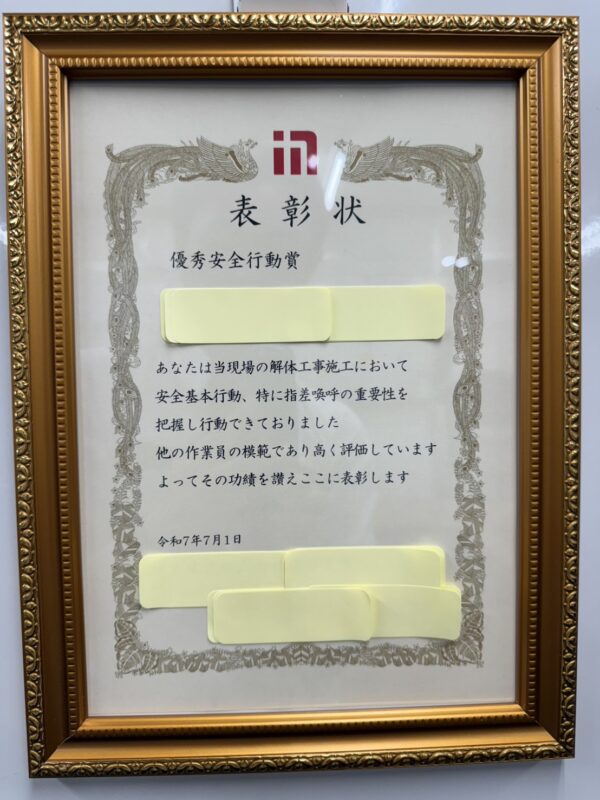 表彰状
優秀安全行動賞
あなたは当現場の解体工事施工において
安全基本行動、特に指差喚呼の重要性を
把握し行動できておりました
他の作業員の模範であり高く評価しています
よってその功績を讃えここに表彰します
令和7年7月1日